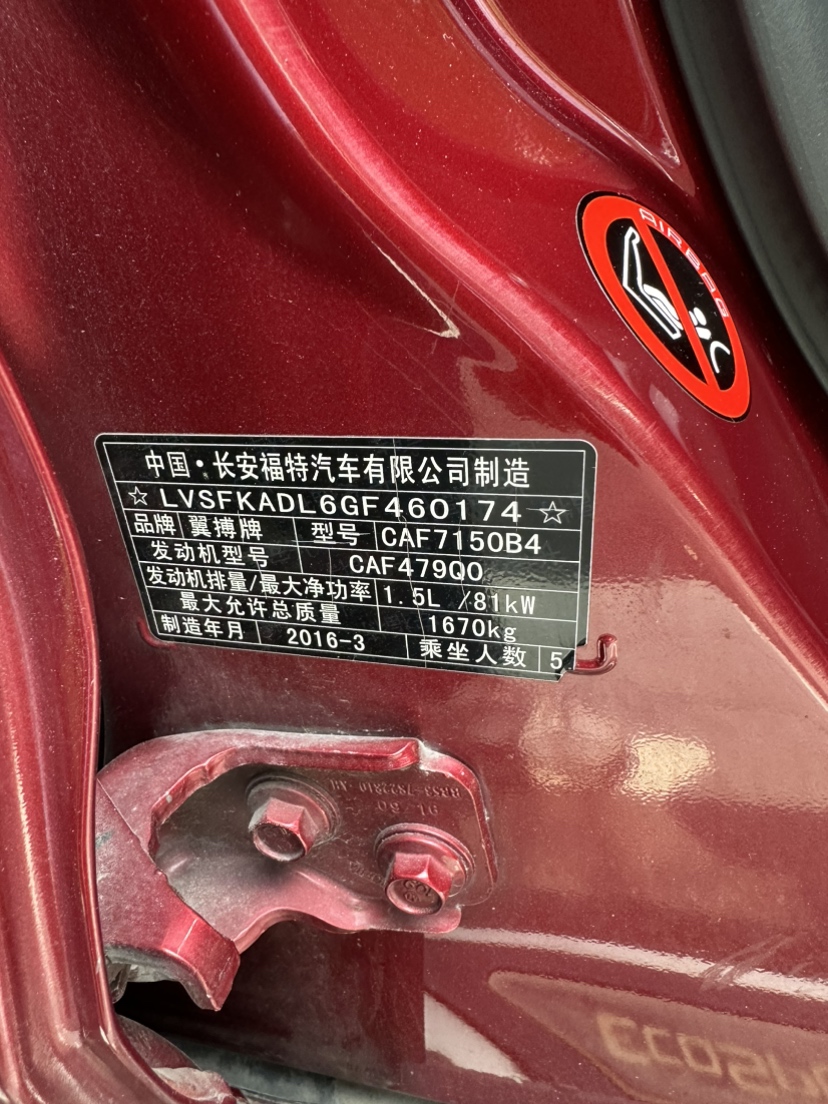 AIRBAG
中国·长安福特汽车有限公司制造
☆ LVSFKADL6GF460174 ☆
品牌 翼搏牌 型号 CAF7150B4
发动机型号 CAF479Q0
发动机排量/最大净功率 1.5L /81kW
最大允许总质量 1670kg
制造年月 2016-3 乘坐人数 5